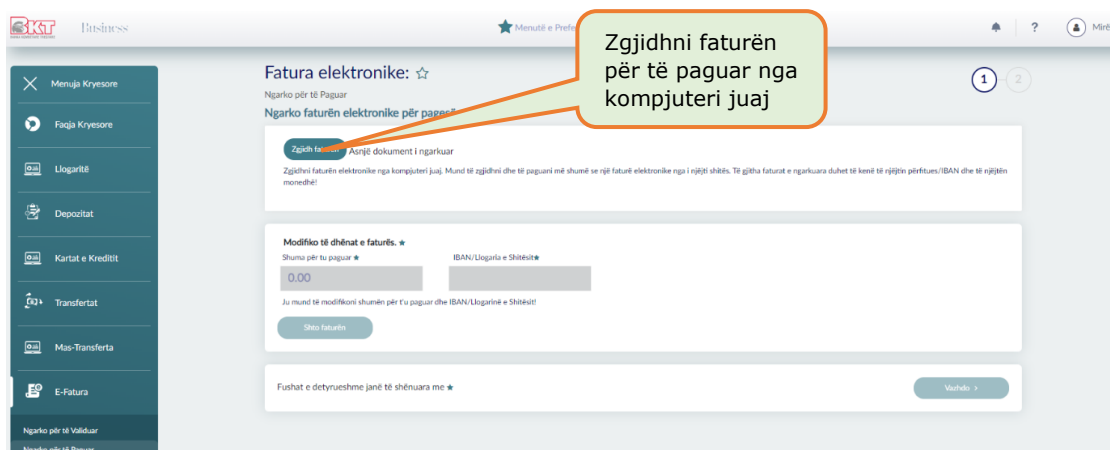 BKT Business
Menutë e Prefe
?
Mirë
Zgjidhni faturën
për të paguar nga
kompjuteri juaj
Menuja Kryesore
Faqja Kryesore
Llogaritë
Depozitat
Kartat e Kreditit
Transfertat
Mas-Transferta
E-Fatura
Ngarko për të Validuar
Ngarko për të Paguar
Fatura elektronike:
1 2
Ngarko për të Paguar
Ngarko faturën elektronike për pagesë
Zgjidh faturën Asnjë dokument i ngarkuar
Zgjidhni faturën elektronike nga kompjuteri juaj. Mund të zgjidhni dhe të paguani më shumë se një faturë elektronike nga i njëjti shitës. Të gjitha faturat e ngarkuara duhet të kenë të njëjtin përfitues/IBAN dhe të njëjtën
monedhë!
Modifiko të dhënat e faturës.
Shuma për tu paguar IBAN/Llogaria e Shitësit
0.00
Ju mund të modifikoni shumën për t'u paguar dhe IBAN/Llogarinë e Shitësit!
Shto faturën
Fushat e detyrueshme janë të shënuara me
Vazhdo >